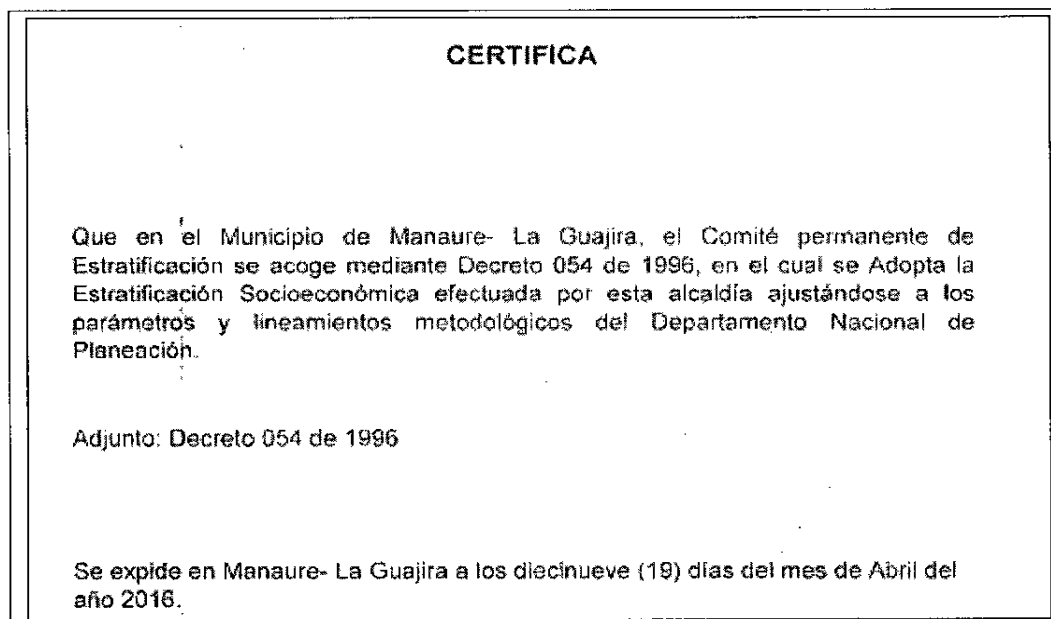 CERTIFICA
Que en el Municipio de Manaure- La Guajira, el Comité permanente de
Estratificación se acoge mediante Decreto 054 de 1996, en el cual se Adopta la
Estratificación Socioeconómica efectuada por esta alcaldía ajustándose a los
parámetros y lineamientos metodológicos del Departamento Nacional de
Planeación.
Adjunto: Decreto 054 de 1996
Se expide en Manaure- La Guajira a los diecinueve (19) días del mes de Abril del
año 2016.